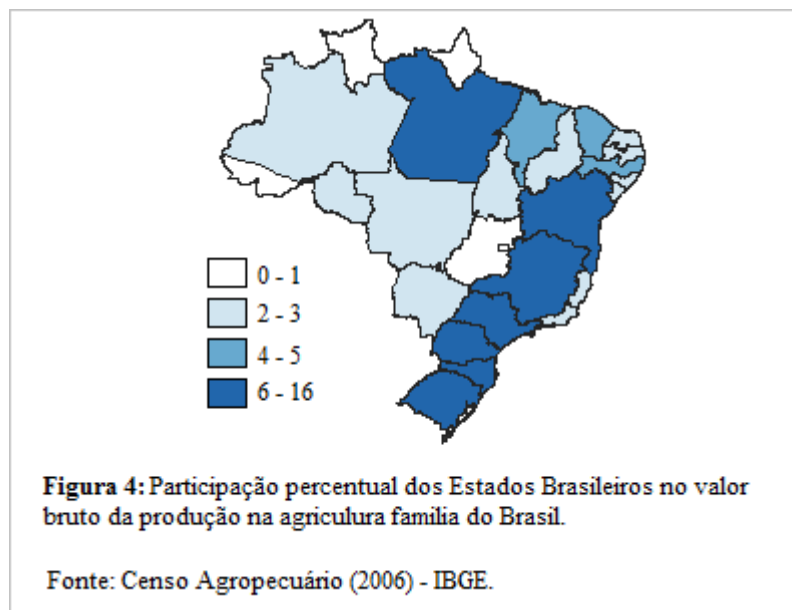 0 - 1
2 - 3
4 - 5
6 - 16
Figura 4: Participação percentual dos Estados Brasileiros no valor
bruto da produção na agriculura familia do Brasil.
Fonte: Censo Agropecuário (2006) - IBGE.